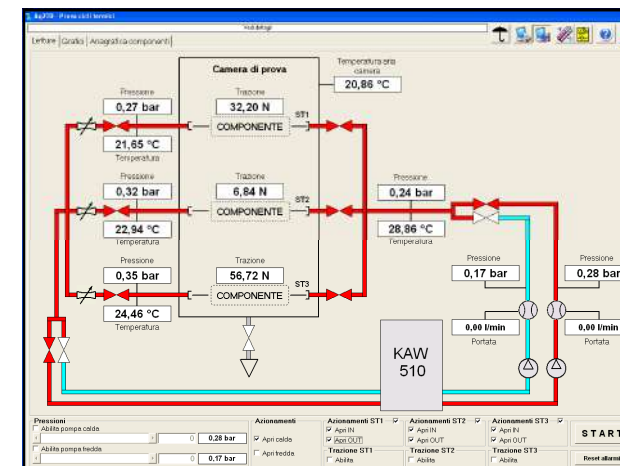 Letture Grafici Anagrafica componenti
Vedi dettagli
Camera di prova
Temperatura aria
camera
20,86 °C
Pressione
0,27 bar
21,65 °C
Temperatura
Trazione
32,20 N
COMPONENTE
ST1
Pressione
0,32 bar
22,94 °C
Temperatura
Trazione
6,84 N
COMPONENTE
ST2
Pressione
0,24 bar
28,86 °C
Temperatura
Pressione
0,35 bar
24,46 °C
Temperatura
Trazione
56,72 N
COMPONENTE
ST3
Pressione
0,17 bar
Pressione
0,28 bar
0,00 l/min
Portata
0,00 l/min
Portata
KAW
510
Pressioni
Abilita pompa calda
0 0,28 bar
Abilita pompa fredda
0 0,17 bar
Azionamenti
Apri calda
Apri fredda
Azionamenti ST1
Apri IN
Apri OUT
Trazione ST1
Abilita
Azionamenti ST2
Apri IN
Apri OUT
Trazione ST2
Abilita
Azionamenti ST3
Apri IN
Apri OUT
Trazione ST3
Abilita
START
Reset allarmi